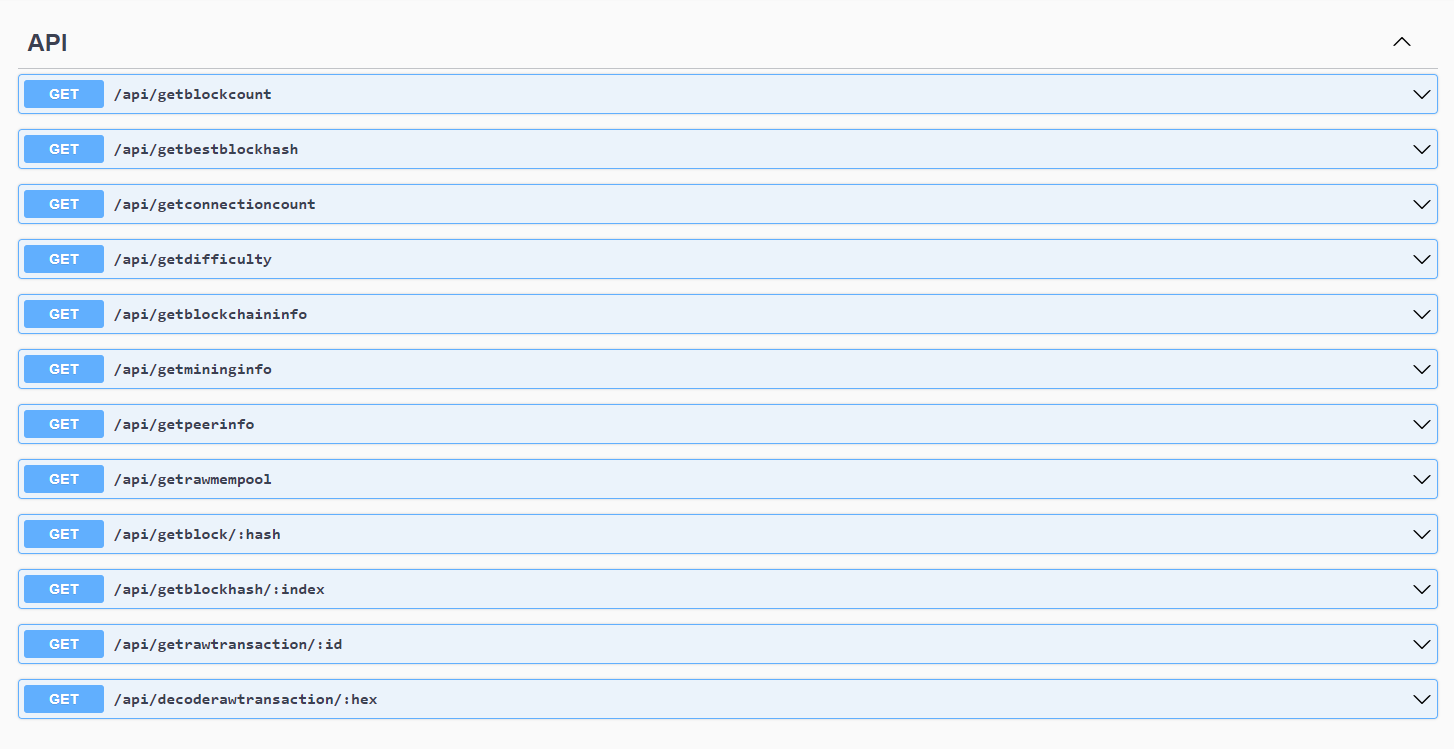 API
GET /api/getblockcount
GET /api/getbestblockhash
GET /api/getconnectioncount
GET /api/getdifficulty
GET /api/getblockchaininfo
GET /api/getmininginfo
GET /api/getpeerinfo
GET /api/getrawmempool
GET /api/getblock/:hash
GET /api/getblockhash/:index
GET /api/getrawtransaction/:id
GET /api/decoderawtransaction/:hex